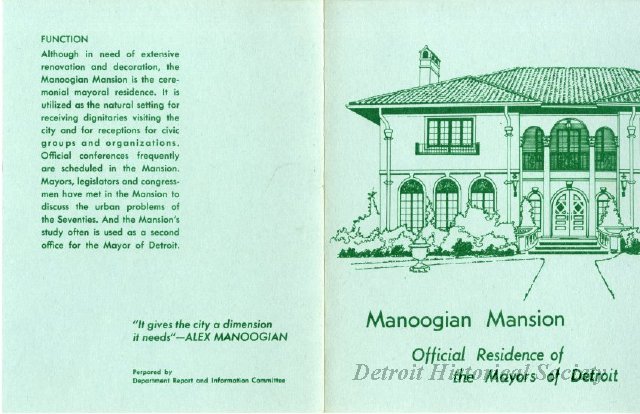 FUNCTION
Although in need of extensive
renovation and decoration, the
Manoogian Mansion is the cere-
monial mayoral residence. It is
utilized as the natural setting for
receiving dignitaries visiting the
city and for receptions for civic
groups and organizations.
Official conferences frequently
are scheduled in the Mansion.
Mayors, legislators and congress-
men have met in the Mansion to
discuss the urban problems of
the Seventies. And the Mansion's
study often is used as a second
office for the Mayor of Detroit.
"It gives the city a dimension
it needs"—ALEX MANOOGIAN
Perpared by
Department Report and Information Committee
Manoogian Mansion
Official Residence of
the Mayors of Detroit
Detroit Historical Society